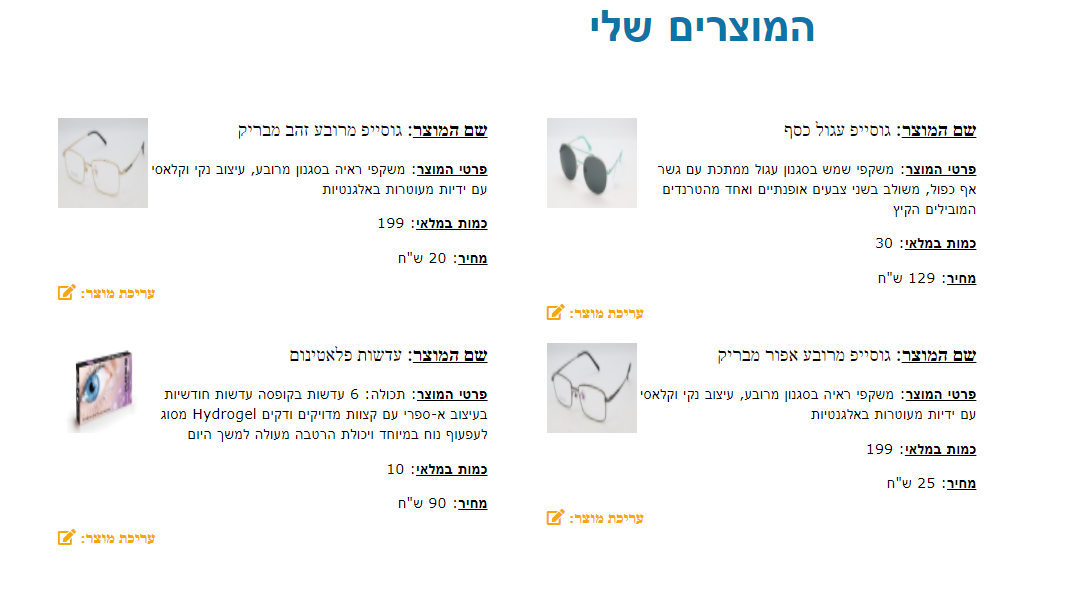 המוצרים שלי
שם המוצר: גוסייפ עגול כסף
פרטי המוצר: משקפי שמש בסגנון עגול ממתכת עם גשר
אף כפול, משולב בשני צבעים אופנתיים ואחד מהטרנדים
המובילים הקיץ
כמות במלאי: 30
מחיר: 129 ש"ח
עריכת מוצר:
שם המוצר: גוסייפ מרובע זהב מבריק
פרטי המוצר: משקפי ראיה בסגנון מרובע, עיצוב נקי וקלאסי
עם ידיות מעוטרות באלגנטיות
כמות במלאי: 199
מחיר: 20 ש"ח
עריכת מוצר:
שם המוצר: גוסייפ מרובע אפור מבריק
פרטי המוצר: משקפי ראיה בסגנון מרובע, עיצוב נקי וקלאסי
עם ידיות מעוטרות באלגנטיות
כמות במלאי: 199
מחיר: 25 ש"ח
עריכת מוצר:
שם המוצר: עדשות פלאטינום
פרטי המוצר: תכולה: 6 עדשות בקופסה עדשות חודשיות
בעיצוב א-ספרי עם קצוות מדויקים ודקים Hydrogel מסוג
לעפעוף נוח במיוחד ויכולת הרטבה מעולה למשך היום
כמות במלאי: 10
מחיר: 90 ש"ח
עריכת מוצר: